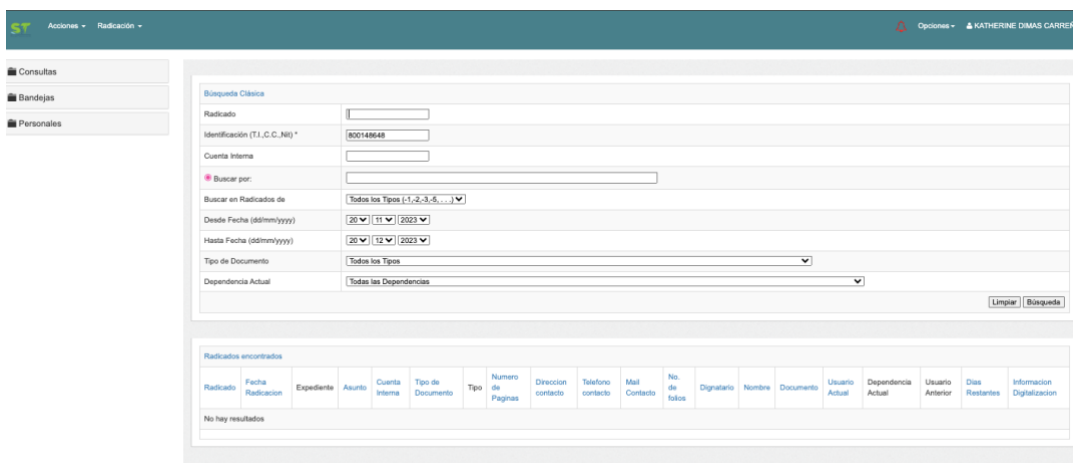 ST Acciones Radicación Opciones KATHERINE DIMAS CARREÑ
Consultas
Bandejas
Personales
Búsqueda Clásica
Radicado
Identificación (T.I.,C.C.,Nit) * 800148648
Cuenta Interna
Buscar por:
Buscar en Radicados de Todos los Tipos (-1,-2,-3,-5, . . .)
Desde Fecha (dd/mm/yyyy) 20 11 2023
Hasta Fecha (dd/mm/yyyy) 20 12 2023
Tipo de Documento Todos los Tipos
Dependencia Actual Todas las Dependencias
Limpiar Búsqueda
Radicados encontrados
Radicado Fecha Radicacion Expediente Asunto Cuenta Interna Tipo de Documento Tipo Numero de Paginas Direccion contacto Telefono contacto Mail Contacto No. de folios Dignatario Nombre Documento Usuario Actual Dependencia Actual Usuario Anterior Dias Restantes Informacion Digitalizacion
No hay resultados